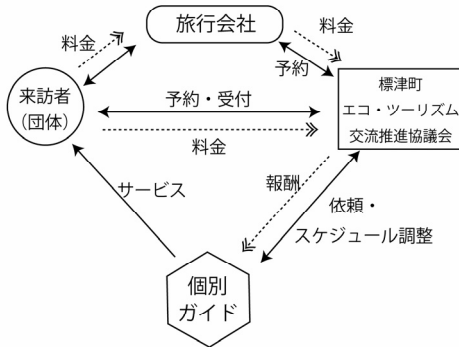 旅行会社
料金
料金
予約
来訪者
(団体)
予約・受付
料金
標津町
エコ・ツーリズム
交流推進協議会
サービス
報酬
依頼・
スケジュール調整
個別
ガイド